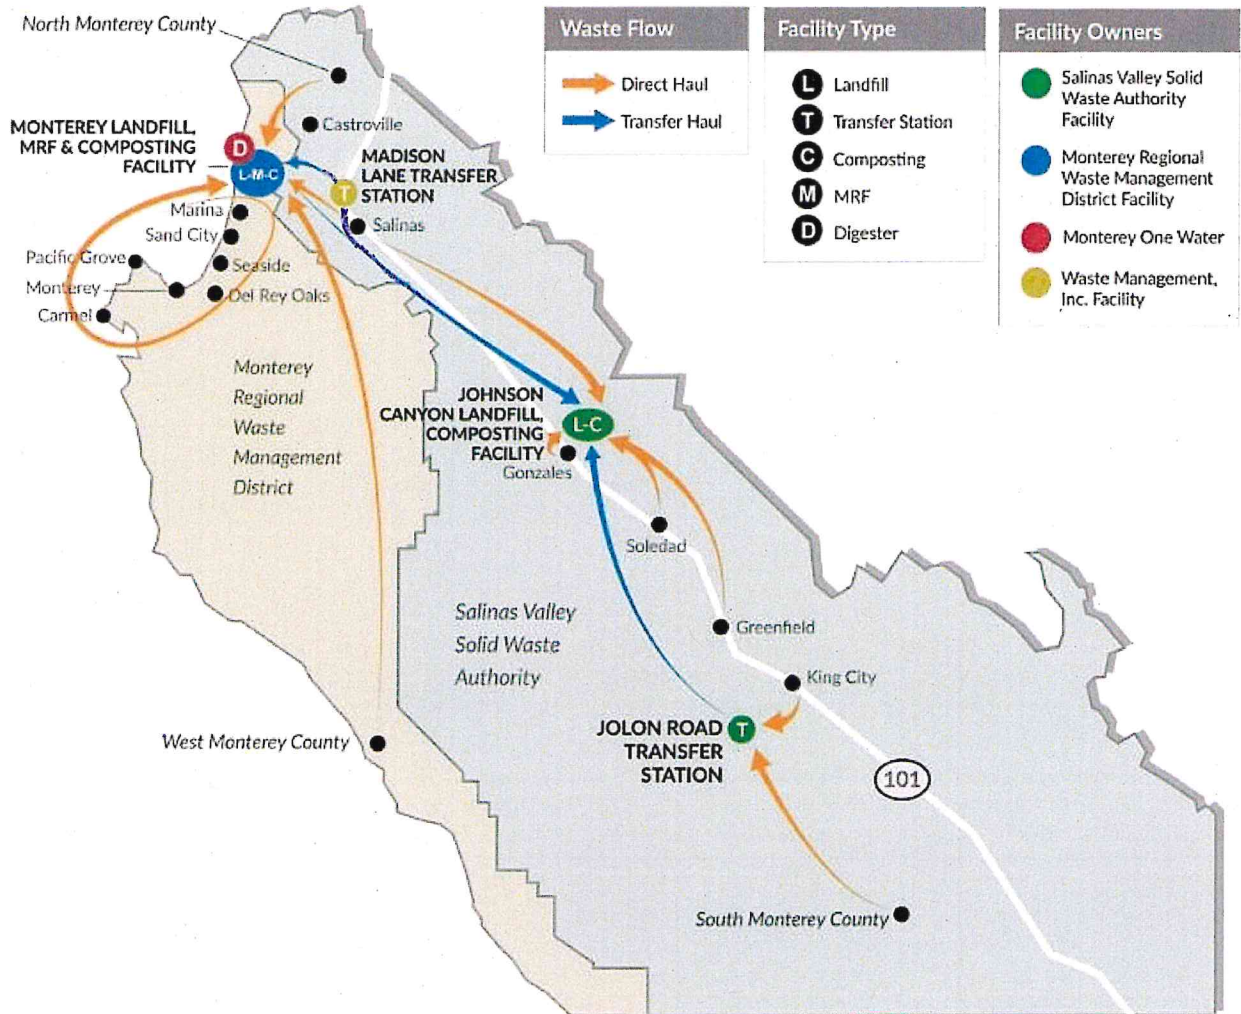 North Monterey County
Waste Flow
Direct Haul
Transfer Haul
Facility Type
L Landfill
T Transfer Station
C Composting
M MRF
D Digester
Facility Owners
Salinas Valley Solid
Waste Authority
Facility
Monterey Regional
Waste Management
District Facility
Monterey One Water
Waste Management,
Inc. Facility
MONTEREY LANDFILL,
MRF & COMPOSTING
FACILITY
D
L-M-C
Castroville
MADISON
LANE TRANSFER
STATION
T
Salinas
Marina
Sand City
Pacific Grove
Seaside
Monterey
Del Rey Oaks
Carmel
Monterey
Regional
Waste
Management
District
JOHNSON
CANYON LANDFILL,
COMPOSTING
FACILITY
L-C
Gonzales
Soledad
Salinas Valley
Solid Waste
Authority
Greenfield
King City
JOLON ROAD
TRANSFER
STATION
T
West Monterey County
101
South Monterey County